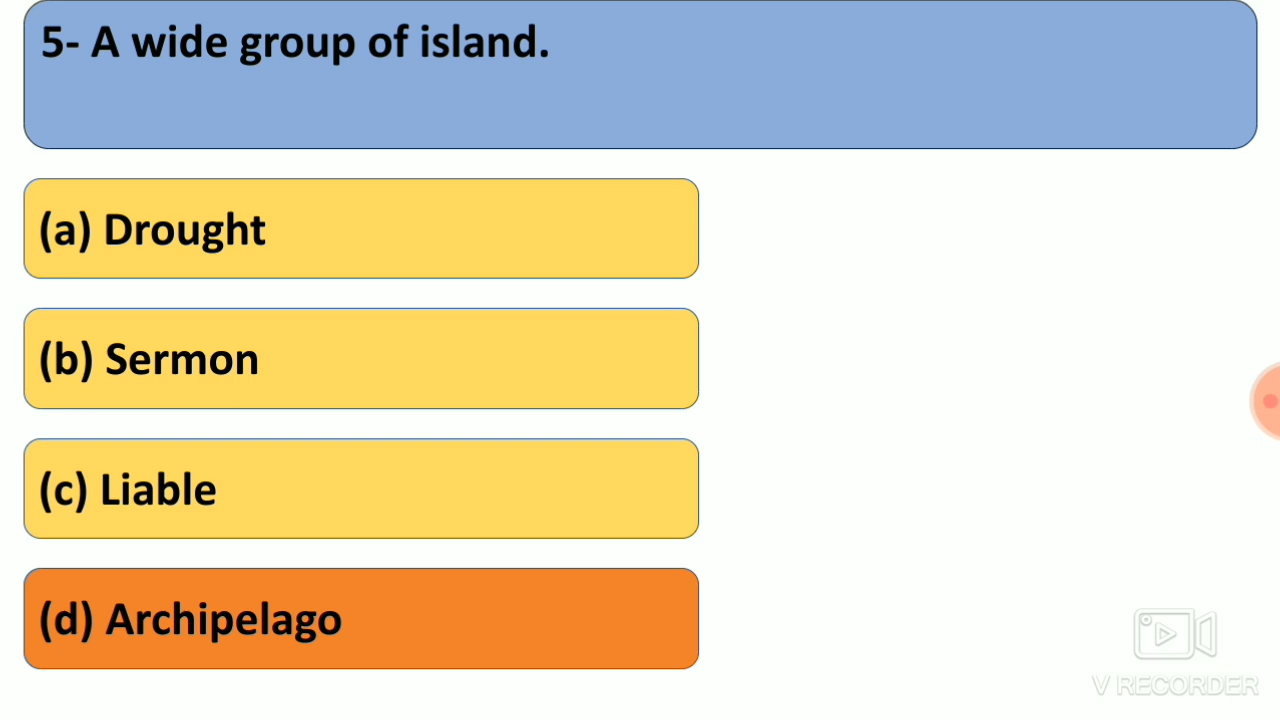 5- A wide group of island.
(a) Drought
(b) Sermon
(c) Liable
(d) Archipelago
V RECORDER